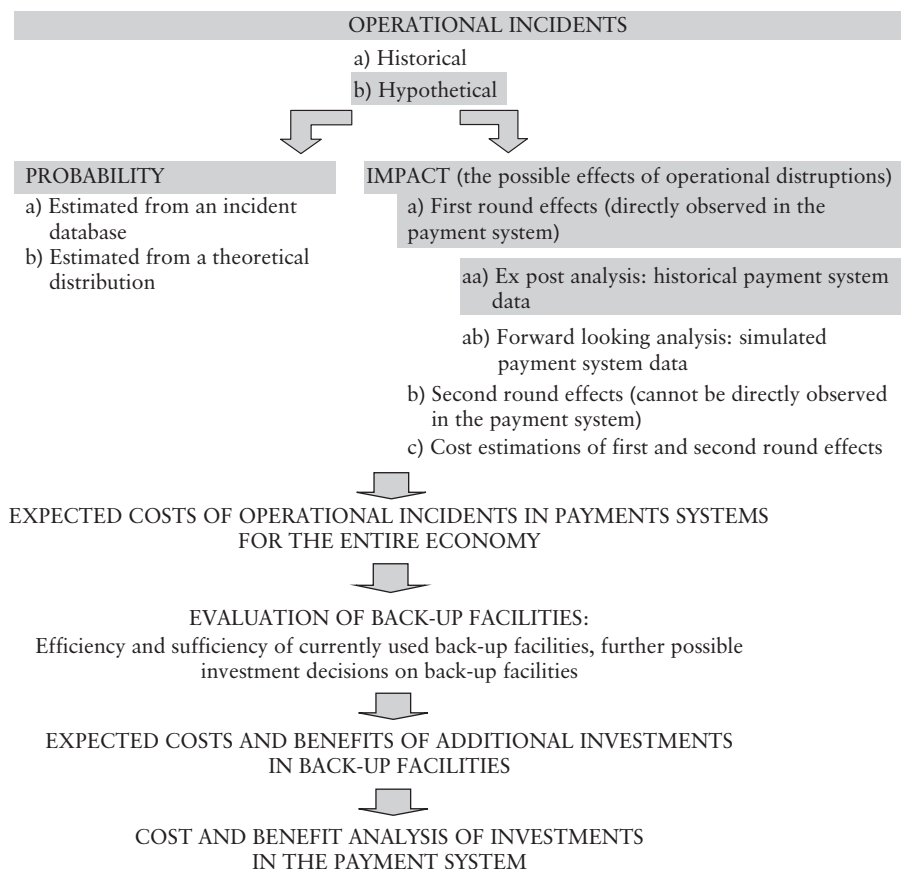 OPERATIONAL INCIDENTS
a) Historical
b) Hypothetical
PROBABILITY
a) Estimated from an incident
database
b) Estimated from a theoretical
distribution
IMPACT (the possible effects of operational distruptions)
a) First round effects (directly observed in the
payment system)
aa) Ex post analysis: historical payment system
data
ab) Forward looking analysis: simulated
payment system data
b) Second round effects (cannot be directly observed
in the payment system)
c) Cost estimations of first and second round effects
EXPECTED COSTS OF OPERATIONAL INCIDENTS IN PAYMENTS SYSTEMS
FOR THE ENTIRE ECONOMY
EVALUATION OF BACK-UP FACILITIES:
Efficiency and sufficiency of currently used back-up facilities, further possible
investment decisions on back-up facilities
EXPECTED COSTS AND BENEFITS OF ADDITIONAL INVESTMENTS
IN BACK-UP FACILITIES
COST AND BENEFIT ANALYSIS OF INVESTMENTS
IN THE PAYMENT SYSTEM